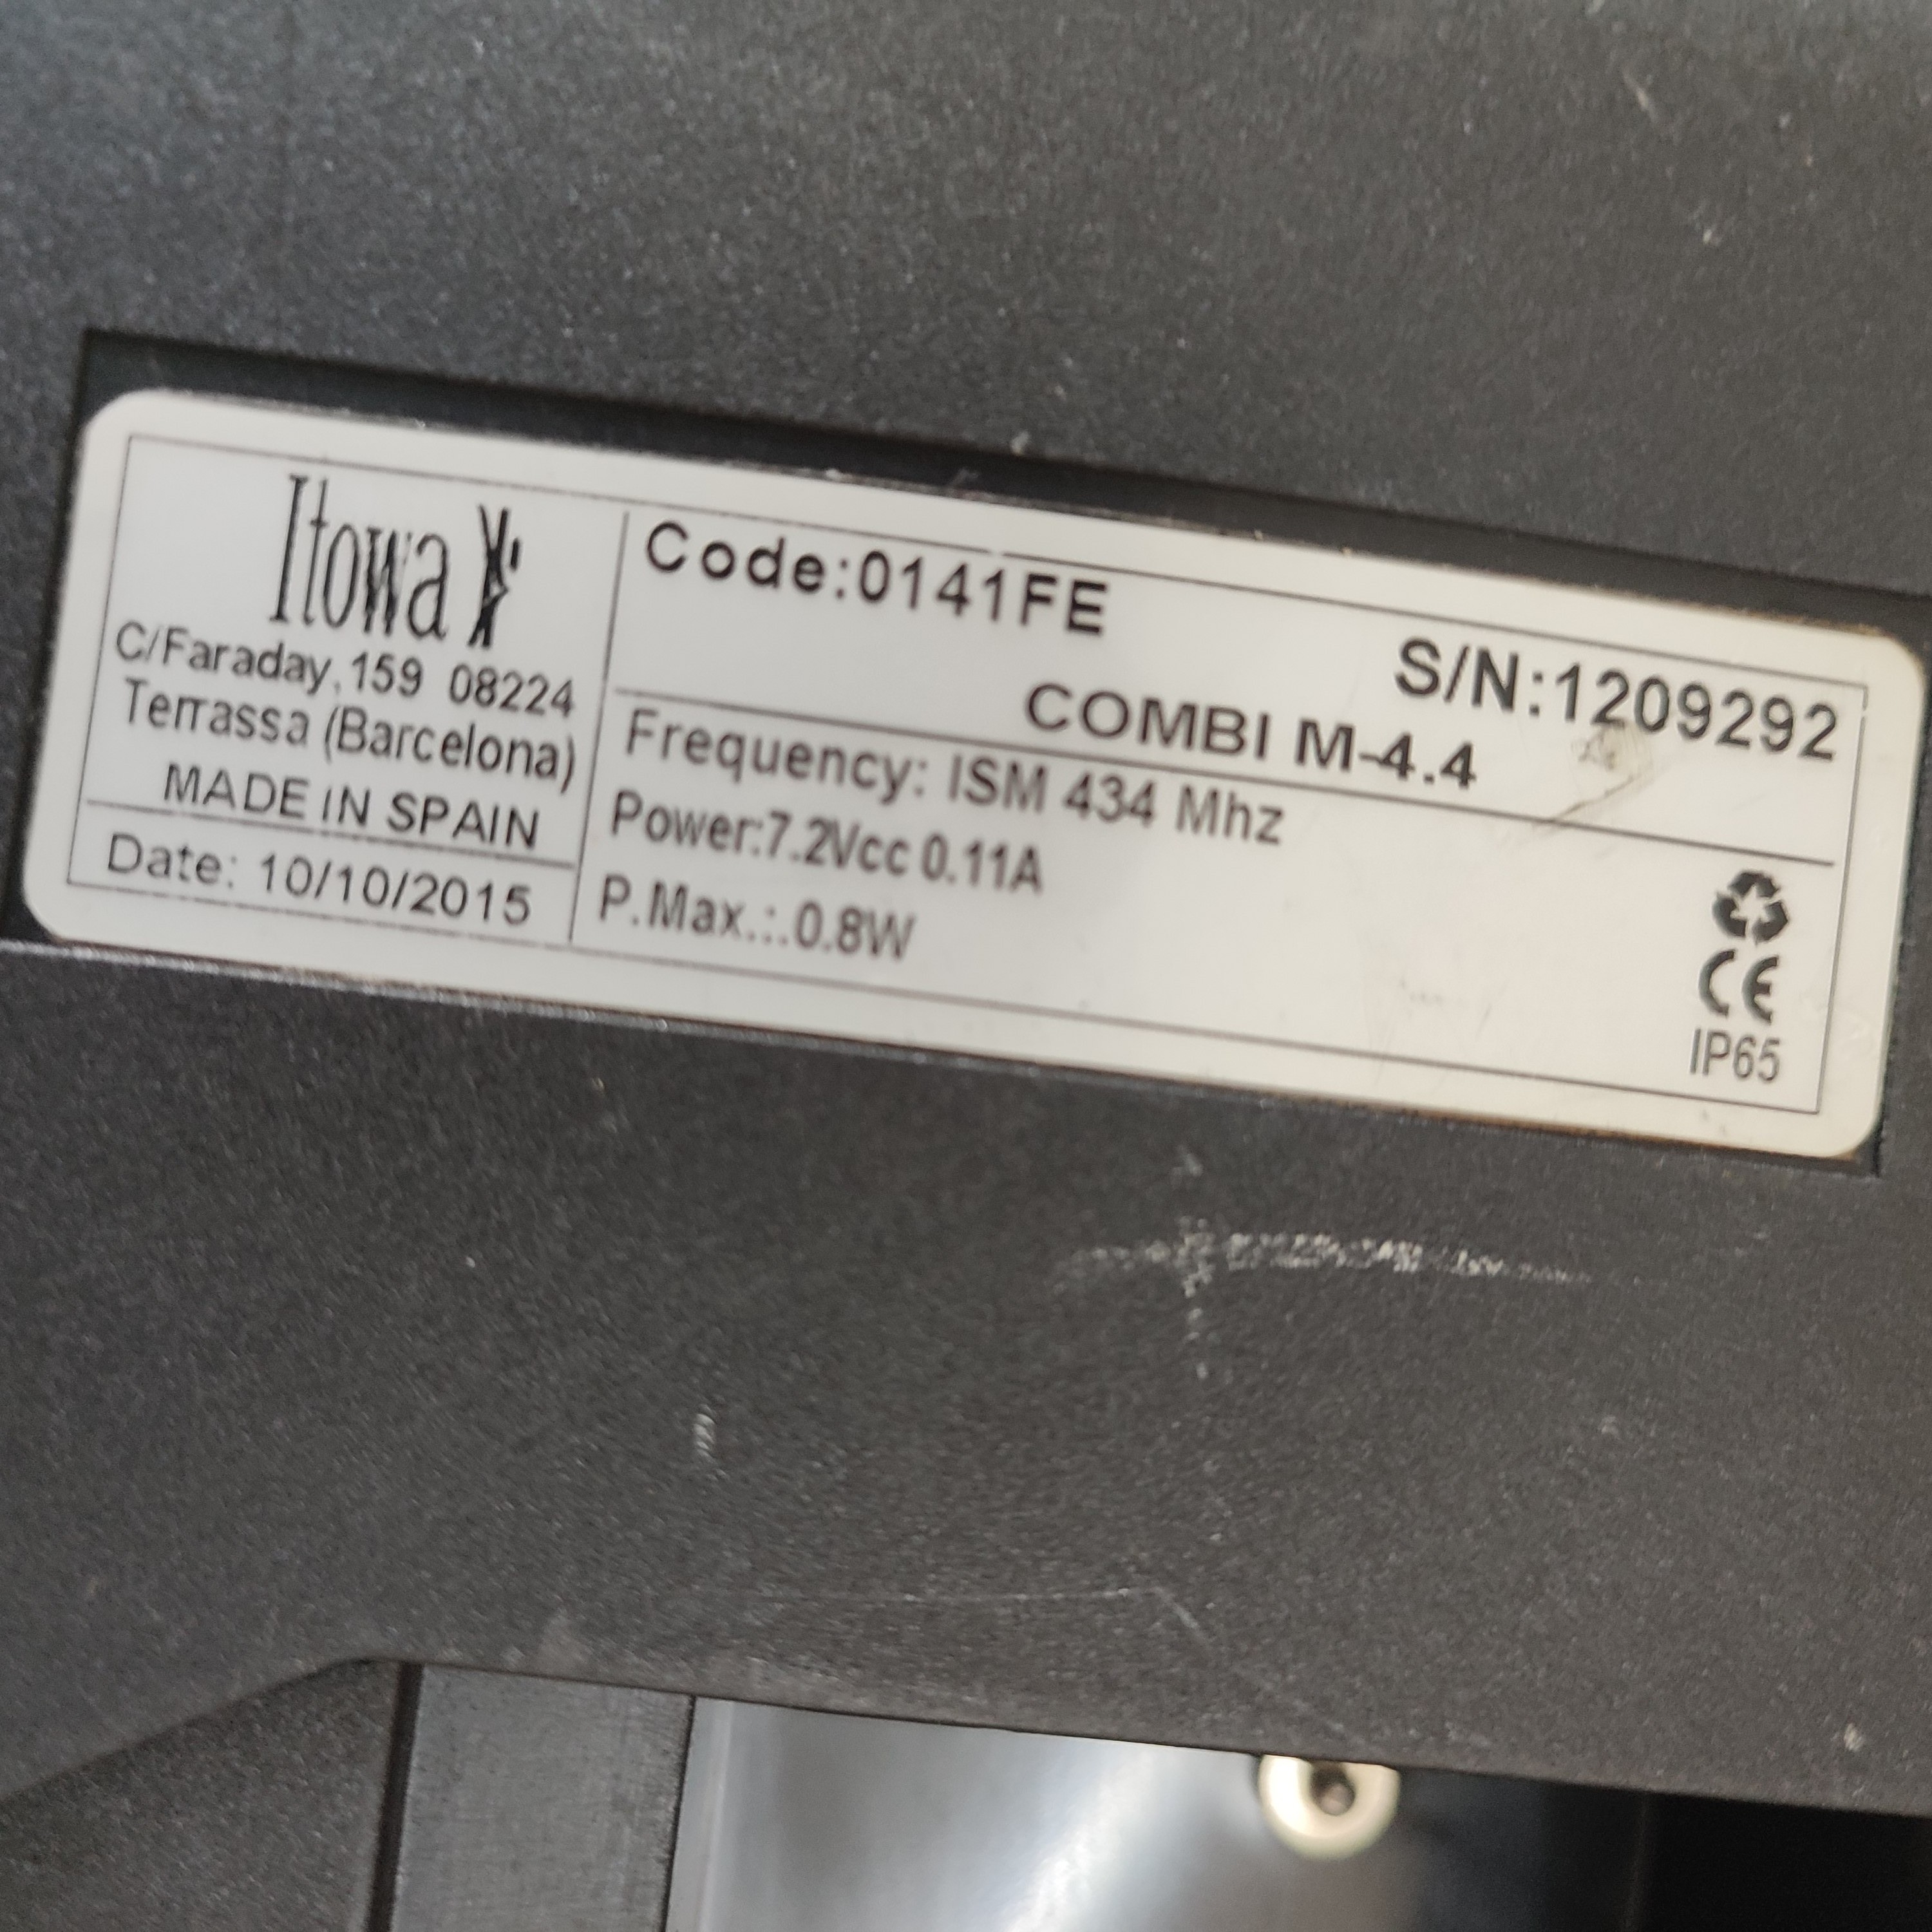 Itowa
C/Faraday,159 08224
Terrassa (Barcelona)
MADE IN SPAIN
Date: 10/10/2015
Code:0141FE
S/N:1209292
COMBI M-4.4
Frequency: ISM 434 Mhz
Power:7.2Vcc 0.11A
P.Max.:.0.8W
CE
IP65